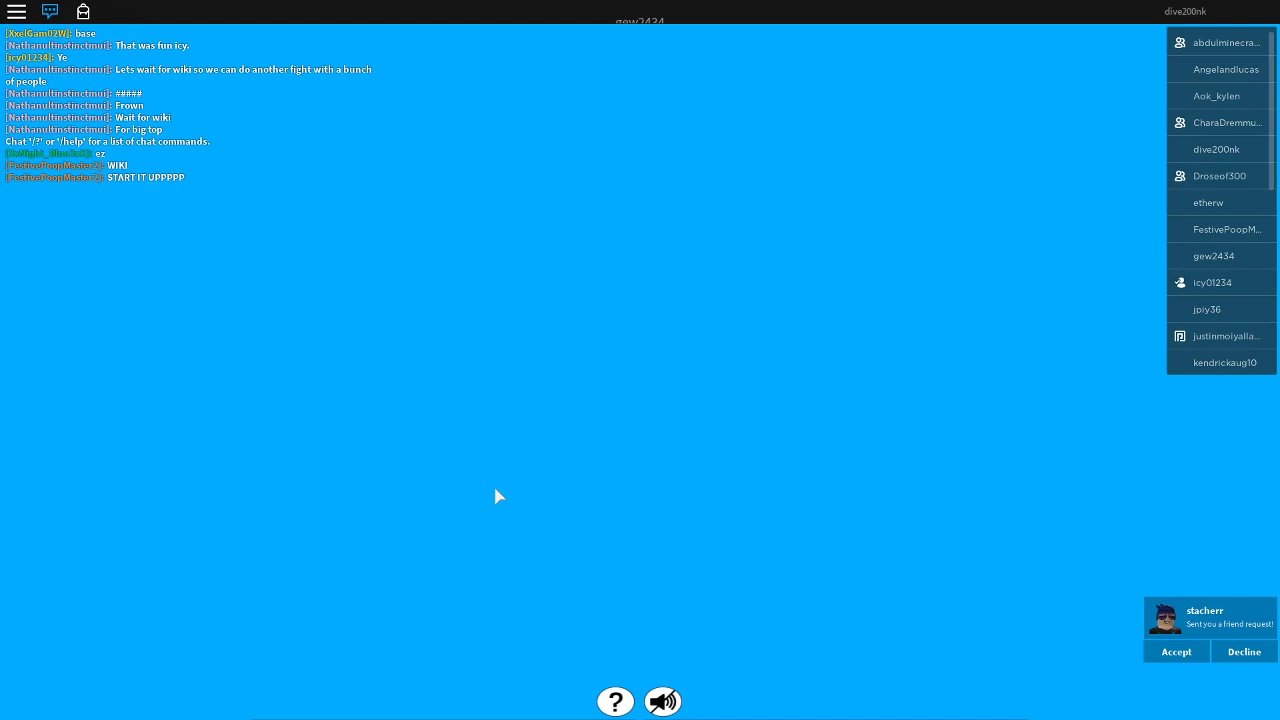 gew2434
dive200nk
[XxelGam02W]: base
[Nathanultinstinctmui]: That was fun icy.
[icy01234]: Ye
[Nathanultinstinctmui]: Lets wait for wiki so we can do another fight with a bunch
of people
[Nathanultinstinctmui]: #####
[Nathanultinstinctmui]: Frown
[Nathanultinstinctmui]: Wait for wiki
[Nathanultinstinctmui]: For big top
Chat '/?' or '/help' for a list of chat commands.
ez
[FestivePoopMaster2]: WIKI
[FestivePoopMaster2]: START IT UPPPPP
abdulminecra...
Angelandlucas
Aok_kylen
CharaDremmu...
dive200nk
Droseof300
etherw
FestivePoopM...
gew2434
icy01234
jpiy36
justinmoiyalla...
kendrickaug10
stacherr
Sent you a friend request!
Accept
Decline
?